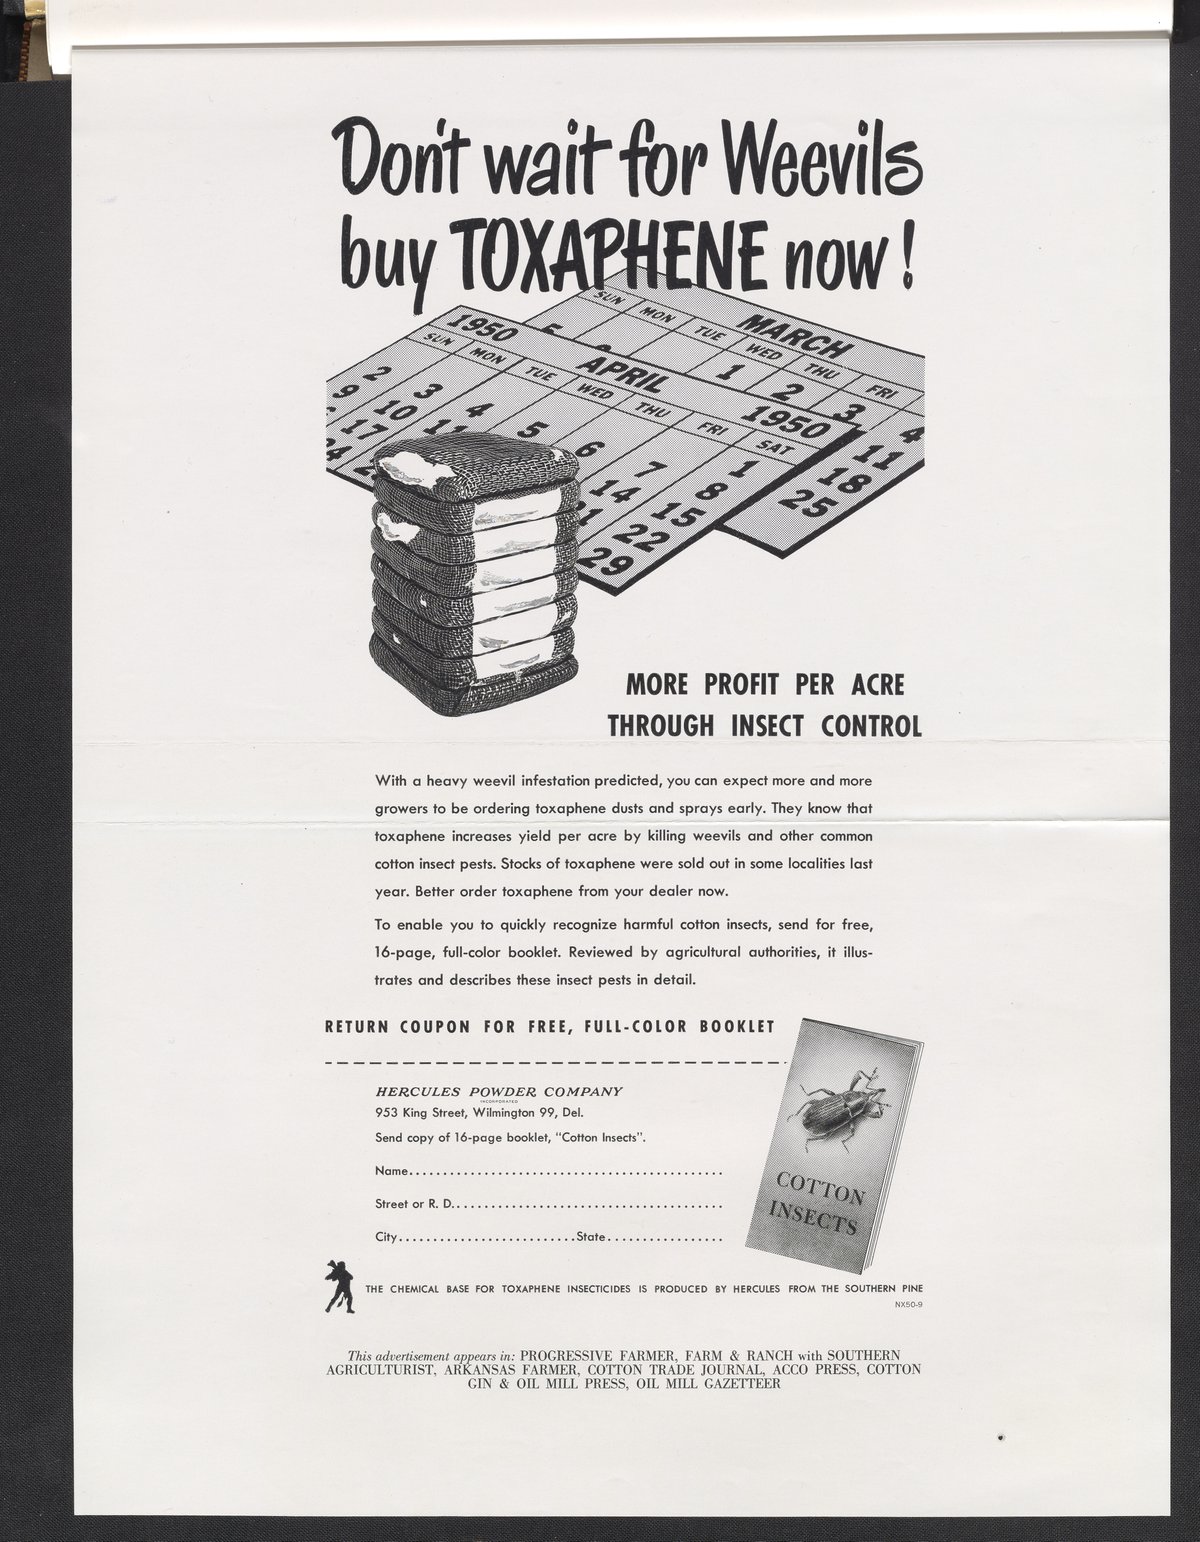 Don't wait for Weevils
buy TOXAPHENE now!
SUN MON TUE WED THU FRI
MARCH
5 1 2 3 4
11
18
25
1950 APRIL 1950
SUN MON TUE WED THU FRI SAT
1
2 3 4 5 6 7 8
9 10 11 14 15
17 22
29
MORE PROFIT PER ACRE
THROUGH INSECT CONTROL
With a heavy weevil infestation predicted, you can expect more and more
growers to be ordering toxaphene dusts and sprays early. They know that
toxaphene increases yield per acre by killing weevils and other common
cotton insect pests. Stocks of toxaphene were sold out in some localities last
year. Better order toxaphene from your dealer now.
To enable you to quickly recognize harmful cotton insects, send for free,
16-page, full-color booklet. Reviewed by agricultural authorities, it illus-
trates and describes these insect pests in detail.
RETURN COUPON FOR FREE, FULL-COLOR BOOKLET
HERCULES POWDER COMPANY
INCORPORATED
953 King Street, Wilmington 99, Del.
Send copy of 16-page booklet, "Cotton Insects".
Name
Street or R. D.
City State
COTTON
INSECTS
THE CHEMICAL BASE FOR TOXAPHENE INSECTICIDES IS PRODUCED BY HERCULES FROM THE SOUTHERN PINE
NX50-9
This advertisement appears in: PROGRESSIVE FARMER, FARM & RANCH with SOUTHERN
AGRICULTURIST, ARKANSAS FARMER, COTTON TRADE JOURNAL, ACCO PRESS, COTTON
GIN & OIL MILL PRESS, OIL MILL GAZETTEER